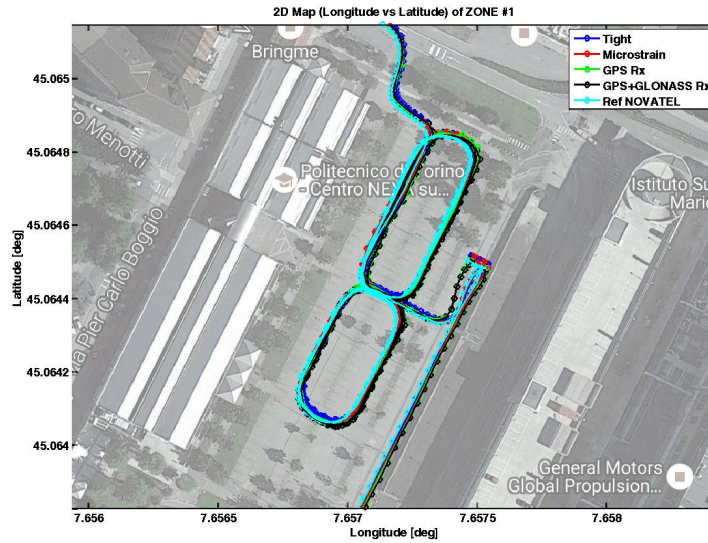 2D Map (Longitude vs Latitude) of ZONE #1
Bringme
Tight
Microstrain
GPS Rx
GPS+GLONASS Rx
Ref NOVATEL
45.065
45.0648
45.0646
45.0644
45.0642
45.064
Menotti
Politecnico di Torino
- Centro NEXT su...
Istituto Su
Mario
Pier Carlo Boggio
General Motors
Global Propulsion...
Latitude [deg]
7.656
7.6565
7.657
7.6575
7.658
Longitude [deg]